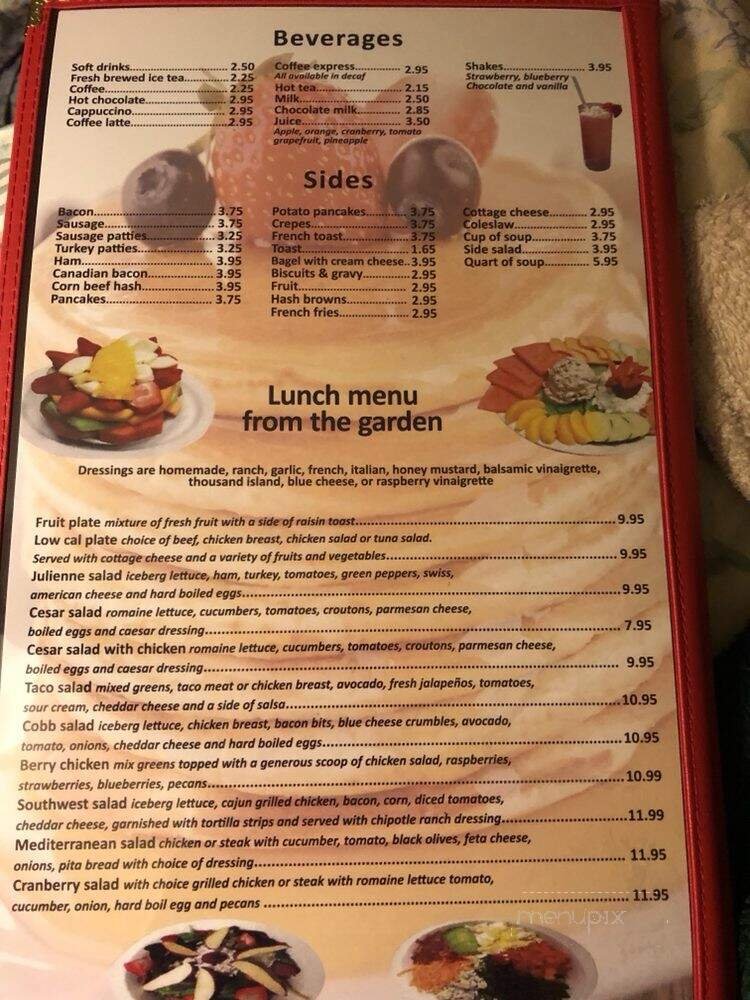 Beverages
Soft drinks............................ 2.50
Fresh brewed ice tea............ 2.25
Coffee.................................... 2.25
Hot chocolate........................ 2.95
Cappuccino............................ 2.95
Coffee latte............................2.95
Coffee express............... 2.95
All available in decaf
Hot tea............................ 2.15
Milk................................. 2.50
Chocolate milk............... 2.85
Juice................................ 3.50
Apple, orange, cranberry, tomato
grapefruit, pineapple
Shakes........................ 3.95
Strawberry, blueberry
Chocolate and vanilla
Sides
Bacon.................................... 3.75
Sausage................................. 3.75
Sausage patties..................... 3.25
Turkey patties....................... 3.25
Ham........................................ 3.95
Canadian bacon.................... 3.95
Corn beef hash...................... 3.95
Pancakes................................ 3.75
Potato pancakes............ 3.75
Crepes............................. 3.75
French toast................... 3.75
Toast................................ 1.65
Bagel with cream cheese..3.95
Biscuits & gravy..............2.95
Fruit................................. 2.95
Hash browns................... 2.95
French fries..................... 2.95
Cottage cheese........... 2.95
Coleslaw...................... 2.95
Cup of soup................ 3.75
Side salad.................... 3.95
Quart of soup.............. 5.95
Lunch menu
from the garden
Dressings are homemade, ranch, garlic, french, italian, honey mustard, balsamic vinaigrette,
thousand island, blue cheese, or raspberry vinaigrette
Fruit plate mixture of fresh fruit with a side of raisin toast.................................................. 9.95
Low cal plate choice of beef, chicken breast, chicken salad or tuna salad.
Served with cottage cheese and a variety of fruits and vegetables............................................ 9.95
Julienne salad iceberg lettuce, ham, turkey, tomatoes, green peppers, swiss,
american cheese and hard boiled eggs........................................................................ 9.95
Cesar salad romaine lettuce, cucumbers, tomatoes, croutons, parmesan cheese,
boiled eggs and caesar dressing................................................................................ 7.95
Cesar salad with chicken romaine lettuce, cucumbers, tomatoes, croutons, parmesan cheese,
boiled eggs and caesar dressing................................................................................ 9.95
Taco salad mixed greens, taco meat or chicken breast, avocado, fresh jalapeños, tomatoes,
sour cream, cheddar cheese and a side of salsa................................................................10.95
Cobb salad iceberg lettuce, chicken breast, bacon bits, blue cheese crumbles, avocado,
tomato, onions, cheddar cheese and hard boiled eggs........................................................10.95
Berry chicken mix greens topped with a generous scoop of chicken salad, raspberries,
strawberries, blueberries, pecans................................................................................10.99
Southwest salad iceberg lettuce, cajun grilled chicken, bacon, corn, diced tomatoes,
cheddar cheese, garnished with tortilla strips and served with chipotle ranch dressing........................11.99
Mediterranean salad chicken or steak with cucumber, tomato, black olives, feta cheese,
onions, pita bread with choice of dressing........................................................................ 11.95
Cranberry salad with choice grilled chicken or steak with romaine lettuce tomato,
cucumber, onion, hard boil egg and pecans ........................................................................ 11.95
menupix